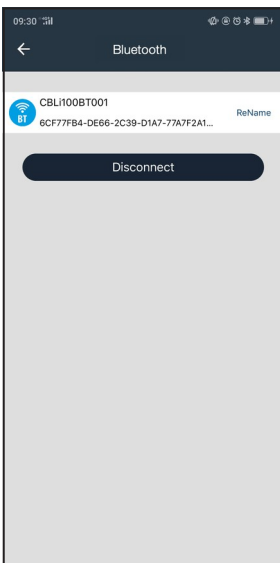 09:30
Bluetooth
CBLi100BT001
BT
6CF77FB4-DE66-2C39-D1A7-77A7F2A1...
ReName
Disconnect